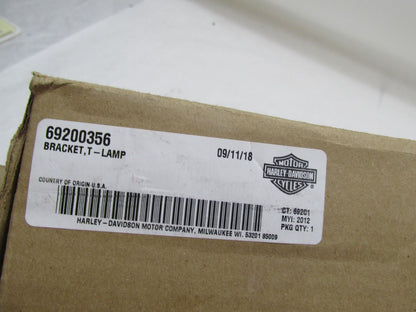 69200356
BRACKET,T-LAMP
09/11/18
MOTOR
HARLEY-DAVIDSON
CYCLES
®
COUNTRY OF ORIGIN-U.S.A.
CT: 69201
MYI: 2012
PKG QTY: 1
HARLEY-DAVIDSON MOTOR COMPANY, MILWAUKEE WI. 53201 85009